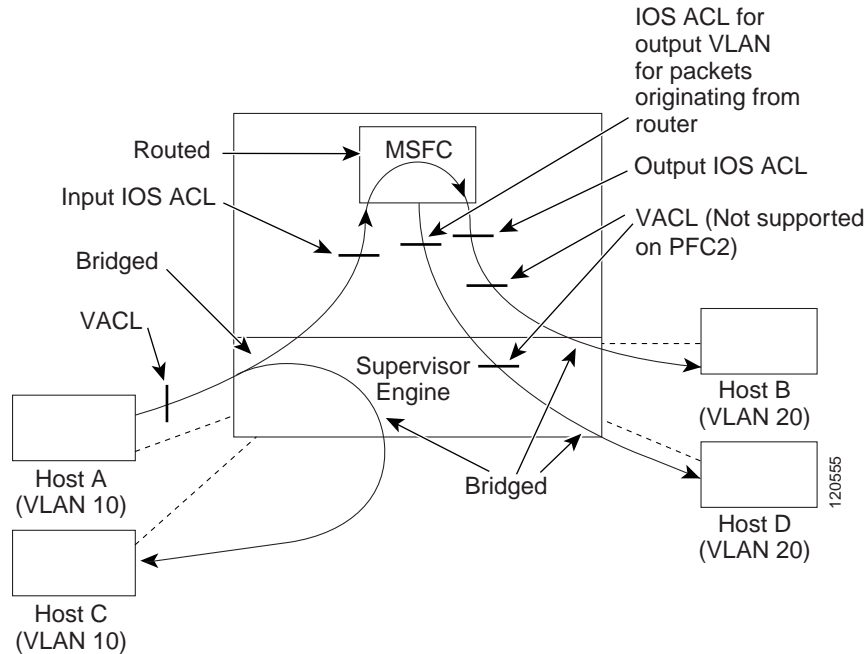 IOS ACL for
output VLAN
for packets
originating from
router
Routed
MSFC
Output IOS ACL
Input IOS ACL
VACL (Not supported
on PFC2)
Bridged
VACL
Supervisor
Engine
Host B
(VLAN 20)
Host A
(VLAN 10)
Bridged
Host D
(VLAN 20)
120555
Host C
(VLAN 10)